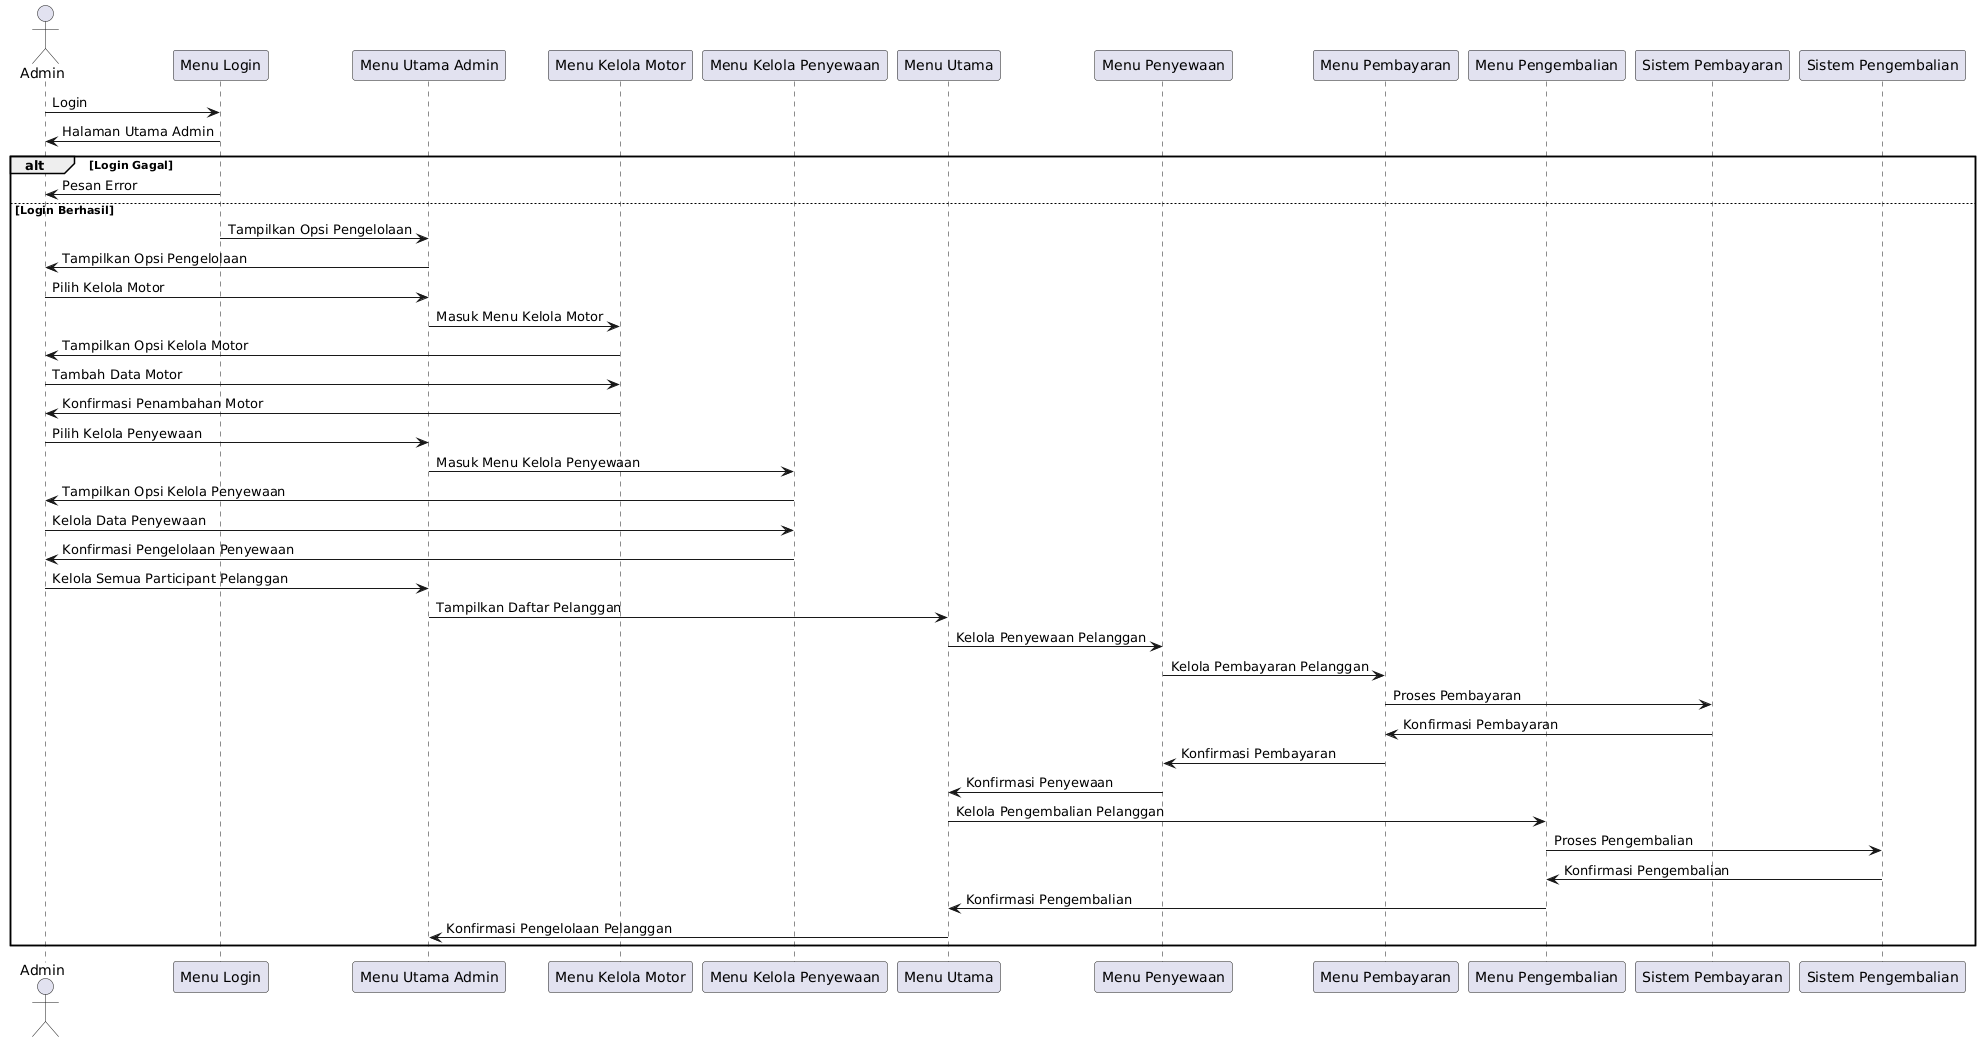 Admin
Menu Login
Menu Utama Admin
Menu Kelola Motor
Menu Kelola Penyewaan
Menu Utama
Menu Penyewaan
Menu Pembayaran
Menu Pengembalian
Sistem Pembayaran
Sistem Pengembalian
Login
Halaman Utama Admin
alt
[Login Gagal]
Pesan Error
[Login Berhasil]
Tampilkan Opsi Pengelolaan
Tampilkan Opsi Pengelolaan
Pilih Kelola Motor
Masuk Menu Kelola Motor
Tampilkan Opsi Kelola Motor
Tambah Data Motor
Konfirmasi Penambahan Motor
Pilih Kelola Penyewaan
Masuk Menu Kelola Penyewaan
Tampilkan Opsi Kelola Penyewaan
Kelola Data Penyewaan
Konfirmasi Pengelolaan Penyewaan
Kelola Semua Participant Pelanggan
Tampilkan Daftar Pelanggan
Kelola Penyewaan Pelanggan
Kelola Pembayaran Pelanggan
Proses Pembayaran
Konfirmasi Pembayaran
Konfirmasi Pembayaran
Konfirmasi Penyewaan
Kelola Pengembalian Pelanggan
Proses Pengembalian
Konfirmasi Pengembalian
Konfirmasi Pengembalian
Konfirmasi Pengelolaan Pelanggan
Admin
Menu Login
Menu Utama Admin
Menu Kelola Motor
Menu Kelola Penyewaan
Menu Utama
Menu Penyewaan
Menu Pembayaran
Menu Pengembalian
Sistem Pembayaran
Sistem Pengembalian